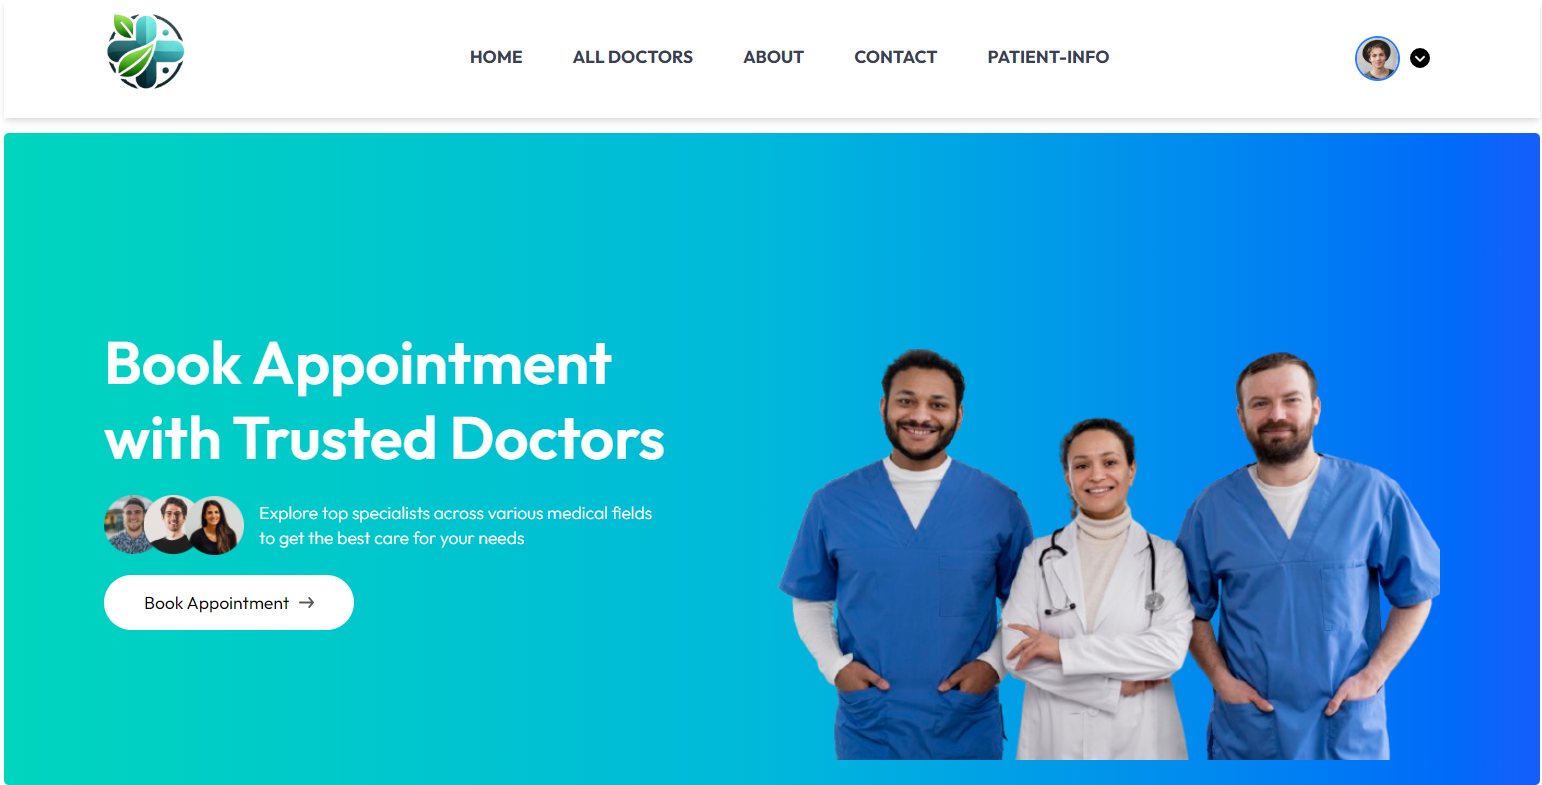 HOME
ALL DOCTORS
ABOUT
CONTACT
PATIENT-INFO
Book Appointment
with Trusted Doctors
Explore top specialists across various medical fields
to get the best care for your needs
Book Appointment